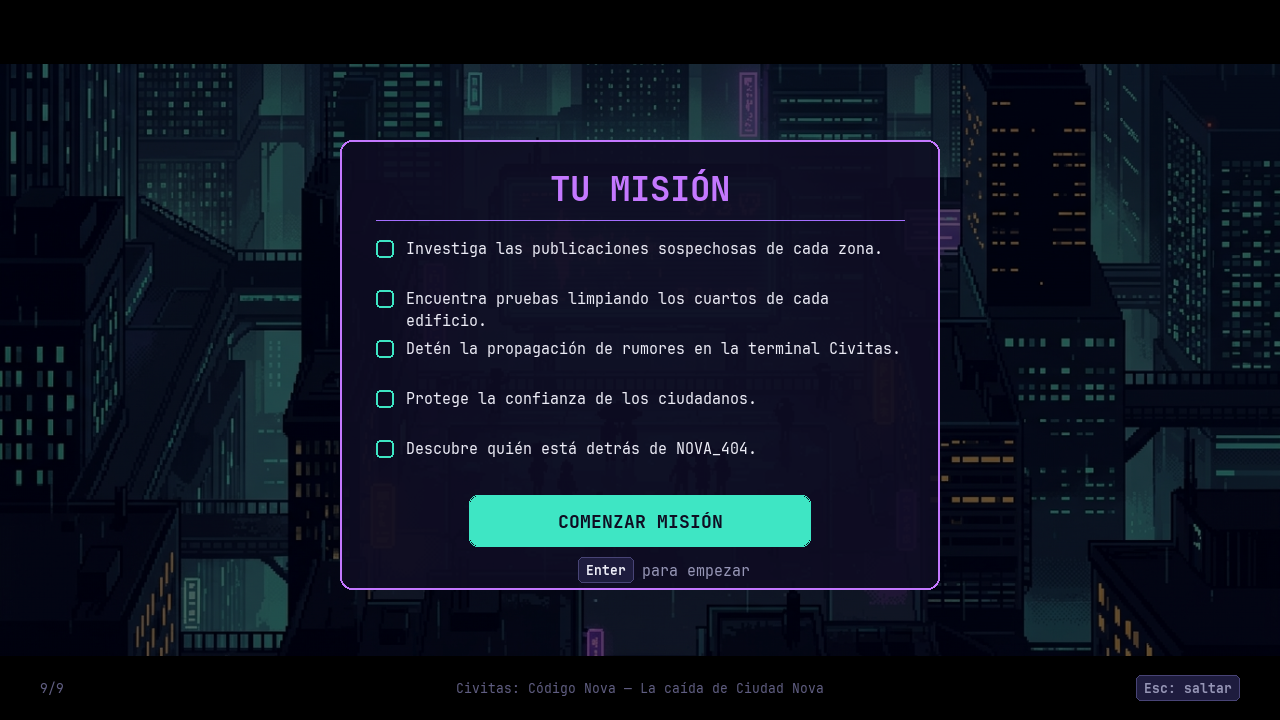 TU MISIÓN
Investiga las publicaciones sospechosas de cada zona.
Encuentra pruebas limpiando los cuartos de cada
edificio.
Detén la propagación de rumores en la terminal Civitas.
Protege la confianza de los ciudadanos.
Descubre quién está detrás de NOVA_404.
COMENZAR MISIÓN
Enter para empezar
9/9
Civitas: Código Nova — La caída de Ciudad Nova
Esc: saltar